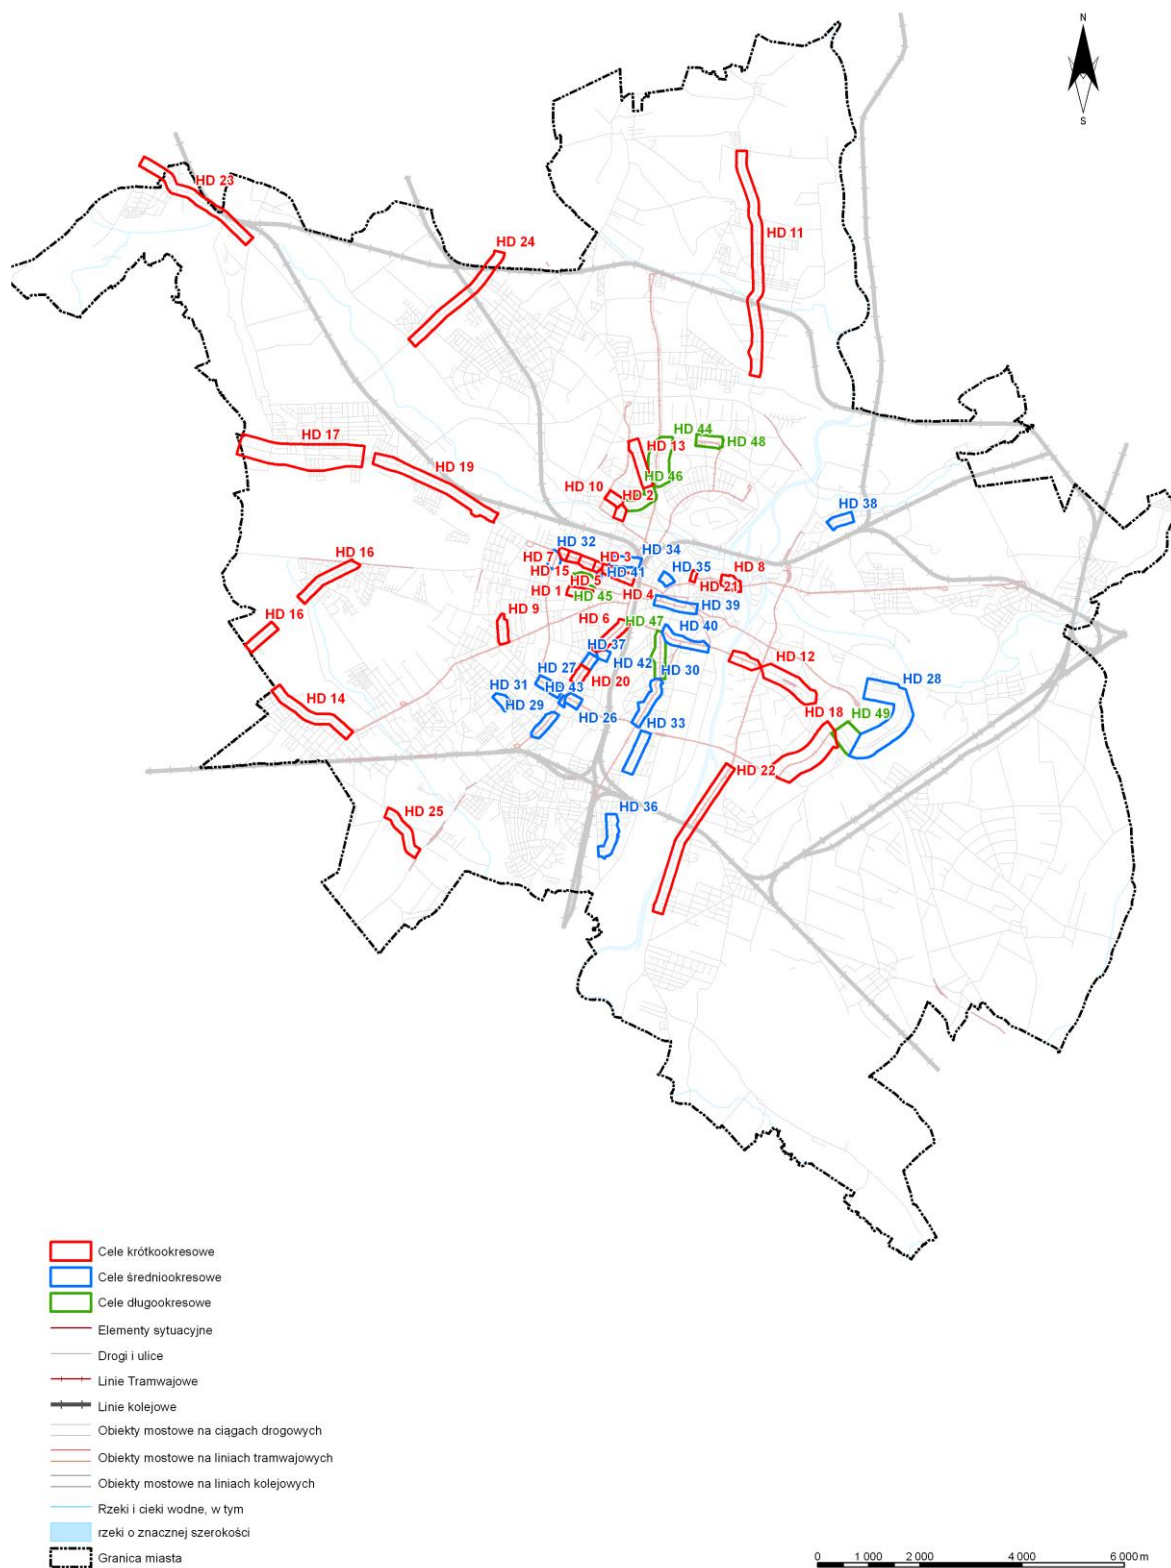 N
S
HD 23
HD 24
HD 11
HD 17
HD 19
HD 44
HD 13
HD 48
HD 46
HD 10
HD 2
HD 38
HD 32
HD 34
HD 7
HD 3
HD 16
HD 15
HD 41
HD 35
HD 8
HD 5
HD 21
HD 1
HD 45
HD 4
HD 39
HD 9
HD 6
HD 47
HD 40
HD 16
HD 37
HD 42
HD 12
HD 27
HD 30
HD 20
HD 28
HD 31
HD 43
HD 14
HD 29
HD 26
HD 18
HD 49
HD 33
HD 22
HD 36
HD 25
Cele krótkookresowe
Cele średniookresowe
Cele długookresowe
Elementy sytuacyjne
Drogi i ulice
Linie Tramwajowe
Linie kolejowe
Obiekty mostowe na ciągach drogowych
Obiekty mostowe na liniach tramwajowych
Obiekty mostowe na liniach kolejowych
Rzeki i cieki wodne, w tym
rzeki o znacznej szerokości
Granica miasta
0 1 000 2 000 4 000 6 000 m